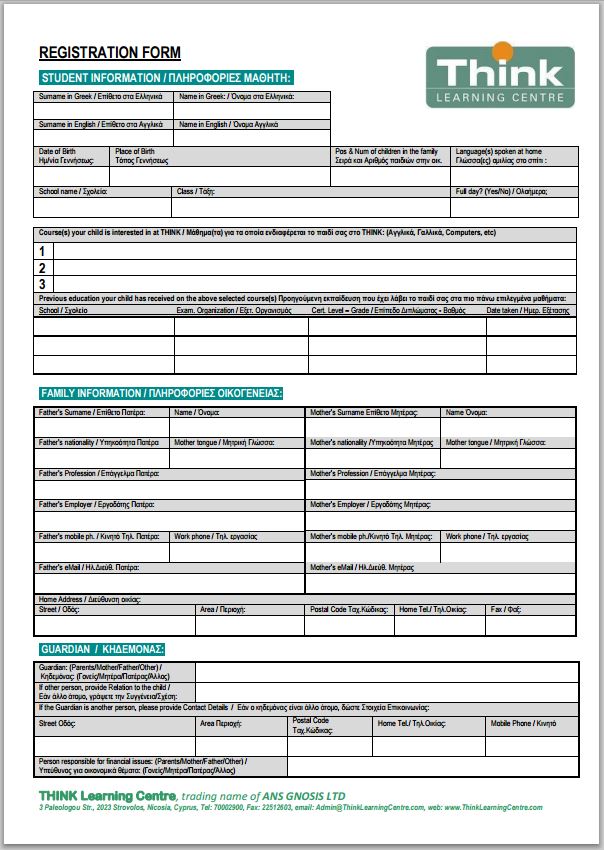 REGISTRATION FORM
Think
LEARNING CENTRE
STUDENT INFORMATION / ΠΛΗΡΟΦΟΡΙΕΣ ΜΑΘΗΤΗ:
Surname in Greek / Επίθετο στα Ελληνικά Name in Greek: / Όνομα στα Ελληνικά:
Surname in English / Επίθετο στα Αγγλικά Name in English / Όνομα Αγγλικά
Date of Birth Place of Birth Pos & Num of children in the family Language(s) spoken at home
Ημ/νία Γεννήσεως: Τόπος Γεννήσεως Σειρά και Αριθμός παιδιών στην οικ. Γλώσσα(ες) ομιλίας στο σπίτι :
School name / Σχολείο: Class / Τάξη: Full day? (Yes/No) / Ολοήμερο;
Course(s) your child is interested in at THINK / Μάθημα(τα) για τα οποία ενδιαφέρεται το παιδί σας στο THINK: (Αγγλικά, Γαλλικά, Computers, etc)
1
2
3
Previous education your child has received on the above selected course(s) Προηγούμενη εκπαίδευση που έχει λάβει το παιδί σας στα πιο πάνω επιλεγμένα μαθήματα:
School / Σχολείο Exam. Organization / Εξετ. Οργανισμός Cert. Level – Grade / Επίπεδο Διπλώματος - Βαθμός Date taken / Ημερ. Εξέτασης
FAMILY INFORMATION / ΠΛΗΡΟΦΟΡΙΕΣ ΟΙΚΟΓΕΝΕΙΑΣ:
Father's Surname / Επίθετο Πατέρα: Name / Όνομα: Mother's Surname Επίθετο Μητέρας: Name Όνομα:
Father's nationality / Υπηκοότητα Πατέρα Mother tongue / Μητρική Γλώσσα: Mother's nationality /Υπηκοότητα Μητέρας Mother tongue / Μητρική Γλώσσα:
Father's Profession / Επάγγελμα Πατέρα: Mother's Profession / Επάγγελμα Μητέρας:
Father's Employer / Εργοδότης Πατέρα: Mother's Employer / Εργοδότης Μητέρας:
Father's mobile ph. / Κινητό Τηλ. Πατέρα: Work phone / Τηλ. εργασίας Mother's mobile ph./Κινητό Τηλ. Μητέρας: Work phone / Τηλ. εργασίας
Father's eMail / Ηλ.Διεύθ. Πατέρα: Mother's eMail / Ηλ.Διεύθ. Μητέρας
Home Address / Διεύθυνση οικίας:
Street / Οδός: Area / Περιοχή: Postal Code Ταχ.Κώδικας: Home Tel./ Τηλ.Οικίας: Fax / Φαξ:
GUARDIAN / ΚΗΔΕΜΟΝΑΣ:
Guardian: (Parents/Mother/Father/Other) /
Κηδεμόνας: (Γονείς/Μητέρα/Πατέρας/Άλλος)
If other person, provide Relation to the child /
Εάν άλλο άτομο, γράψετε την Συγγένεια/Σχέση:
If the Guardian is another person, please provide Contact Details / Εάν ο κηδεμόνας είναι άλλο άτομο, δώστε Στοιχεία Επικοινωνίας:
Street Οδός: Area Περιοχή: Postal Code Home Tel./ Τηλ.Οικίας: Mobile Phone / Κινητό
Ταχ.Κώδικας:
Person responsible for financial issues: (Parents/Mother/Father/Other) /
Υπεύθυνος για οικονομικά θέματα: (Γονείς/Μητέρα/Πατέρας/Άλλος)
THINK Learning Centre, trading name of ANS GNOSIS LTD
3 Paleologou Str., 2023 Strovolos, Nicosia, Cyprus, Tel: 70002900, Fax: 22512603, email: Admin@ThinkLearningCentre.com, web: www.ThinkLearningCentre.com